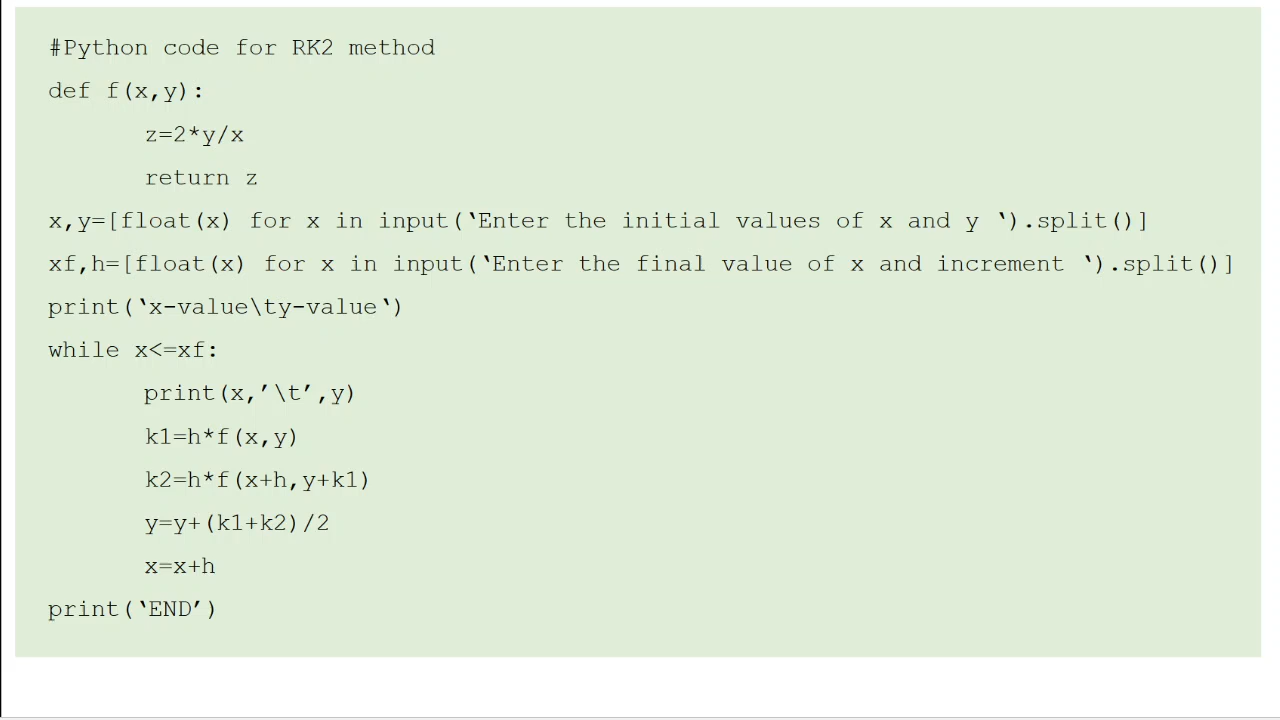 #Python code for RK2 method
def f(x,y):
z=2*y/x
return z
x,y=[float(x) for x in input(‘Enter the initial values of x and y ‘).split()]
xf,h=[float(x) for x in input(‘Enter the final value of x and increment ‘).split()]
print(‘x-value\ty-value‘)
while x<=xf:
print(x,’\t’,y)
k1=h*f(x,y)
k2=h*f(x+h,y+k1)
y=y+(k1+k2)/2
x=x+h
print(‘END’)